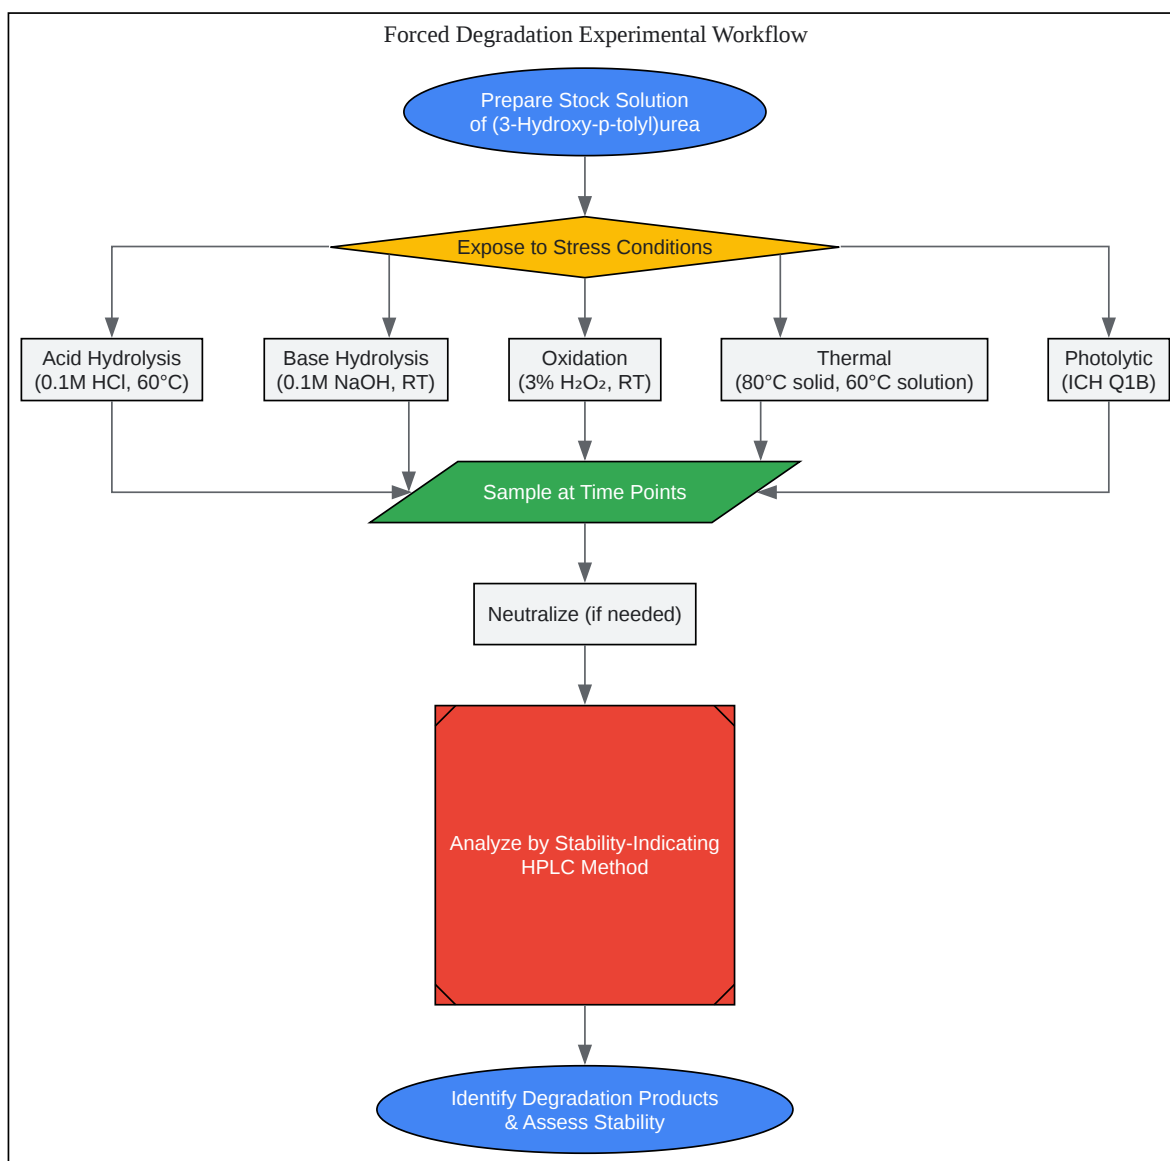 Forced Degradation Experimental Workflow
Prepare Stock Solution
of (3-Hydroxy-p-tolyl)urea
Expose to Stress Conditions
Acid Hydrolysis
(0.1M HCl, 60°C)
Base Hydrolysis
(0.1M NaOH, RT)
Oxidation
(3% H₂O₂, RT)
Thermal
(80°C solid, 60°C solution)
Photolytic
(ICH Q1B)
Sample at Time Points
Neutralize (if needed)
Analyze by Stability-Indicating
HPLC Method
Identify Degradation Products
& Assess Stability